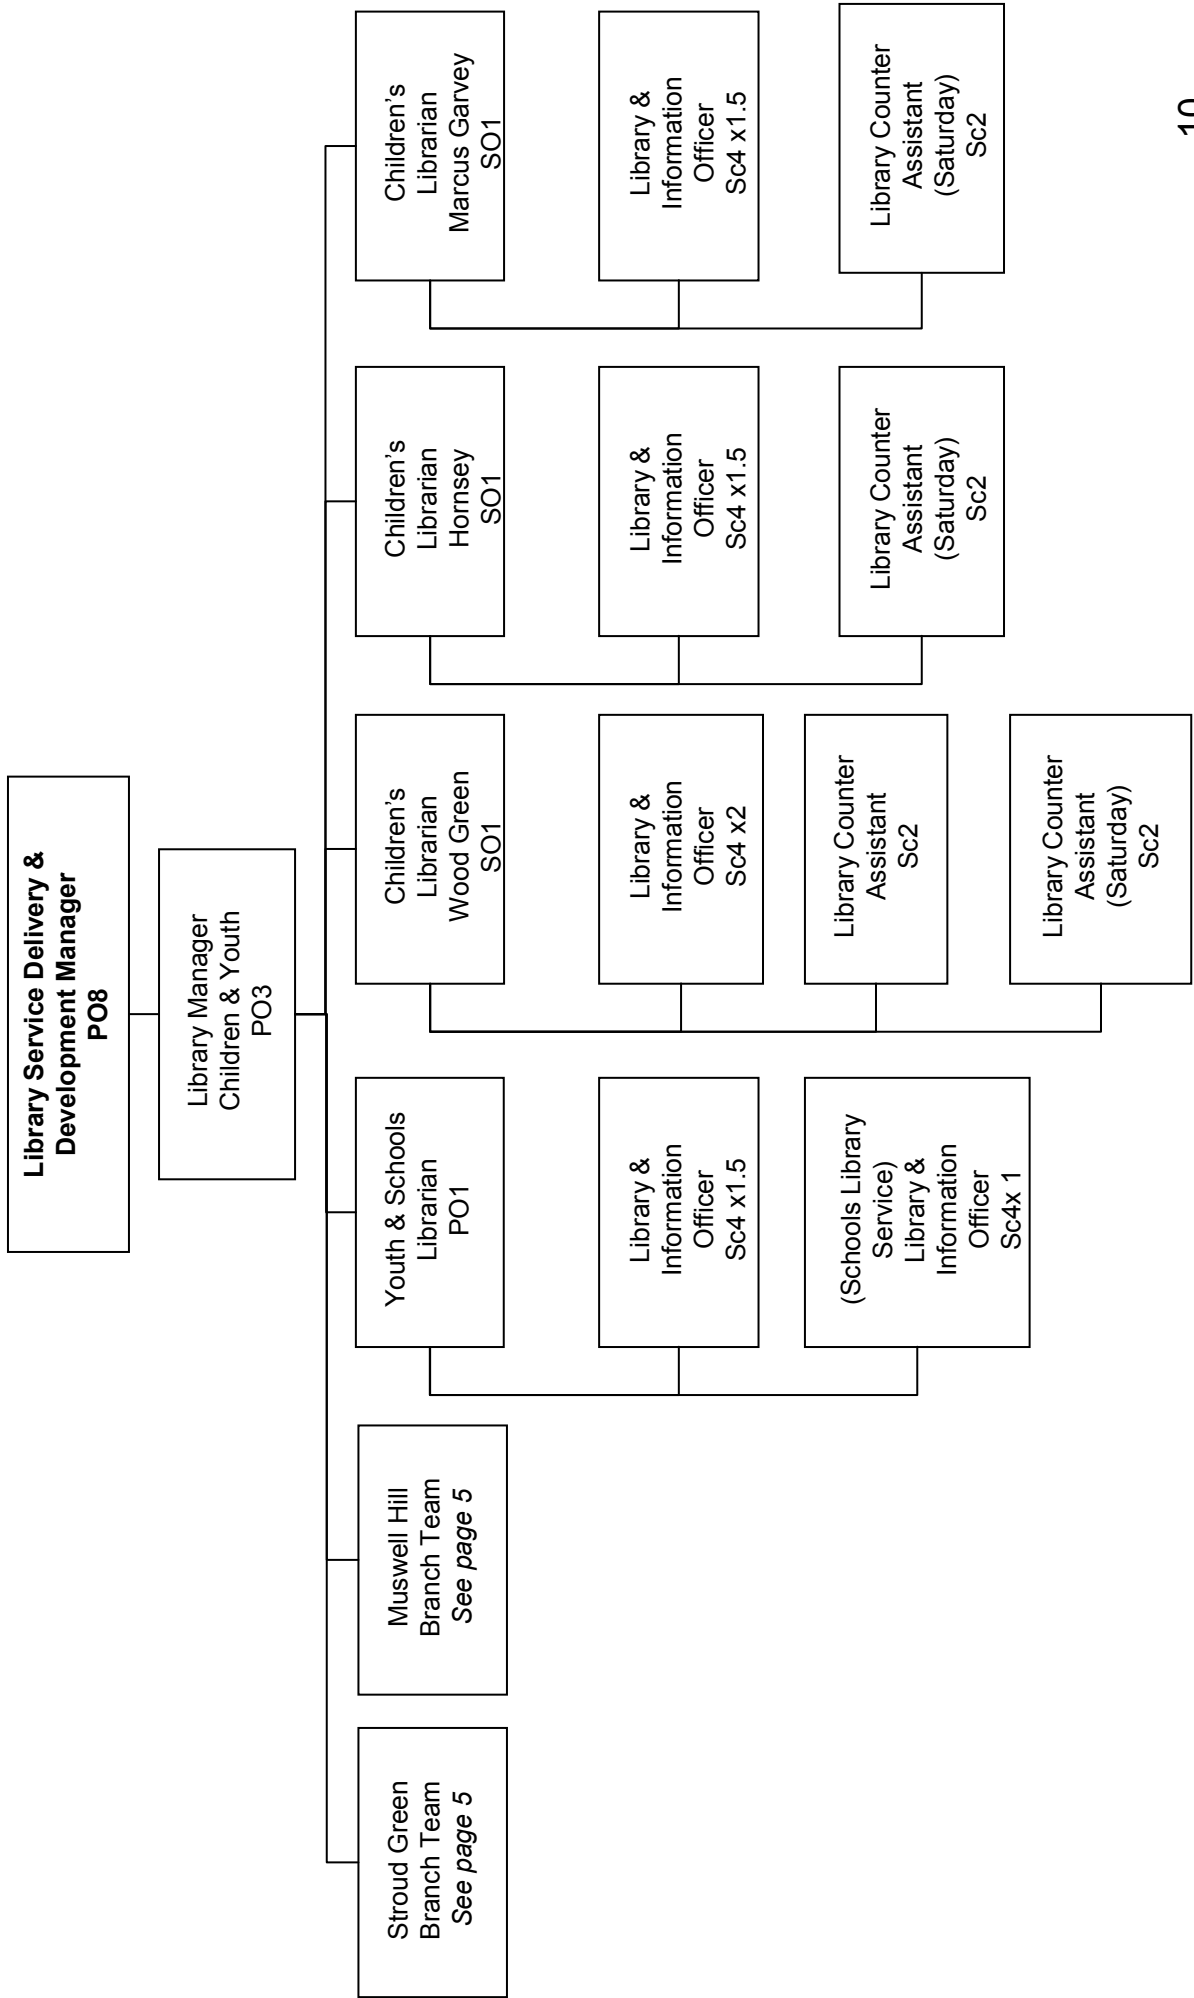 Library Service Delivery &
Development Manager
PO8
Library Manager
Children & Youth
PO3
Stroud Green
Branch Team
See page 5
Muswell Hill
Branch Team
See page 5
Youth & Schools
Librarian
PO1
Library &
Information
Officer
Sc4 x1.5
(Schools Library
Service)
Library &
Information
Officer
Sc4x 1
Children's
Librarian
Wood Green
SO1
Library &
Information
Officer
Sc4 x2
Library Counter
Assistant
Sc2
Library Counter
Assistant
(Saturday)
Sc2
Children's
Librarian
Hornsey
SO1
Library &
Information
Officer
Sc4 x1.5
Library Counter
Assistant
(Saturday)
Sc2
Children's
Librarian
Marcus Garvey
SO1
Library &
Information
Officer
Sc4 x1.5
Library Counter
Assistant
(Saturday)
Sc2
10